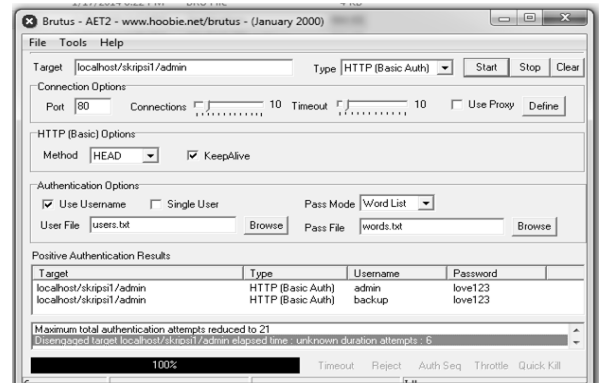 Brutus - AET2 - www.hoobie.net/brutus - (January 2000)
File Tools Help
Target localhost/skripsi1/admin Type HTTP (Basic Auth) Start Stop Clear
Connection Options
Port 80 Connections 10 Timeout 10 Use Proxy Define
HTTP (Basic) Options
Method HEAD KeepAlive
Authentication Options
Use Username Single User Pass Mode Word List
User File users.txt Browse Pass File words.txt Browse
Positive Authentication Results
Target Type Username Password
localhost/skripsi1/admin HTTP (Basic Auth) admin love123
localhost/skripsi1/admin HTTP (Basic Auth) backup love123
Maximum total authentication attempts reduced to 21
Disengaged target localhost/skripsi1/admin elapsed time : unknown duration attempts : 6
100% Timeout Reject Auth Seq Throttle Quick Kill